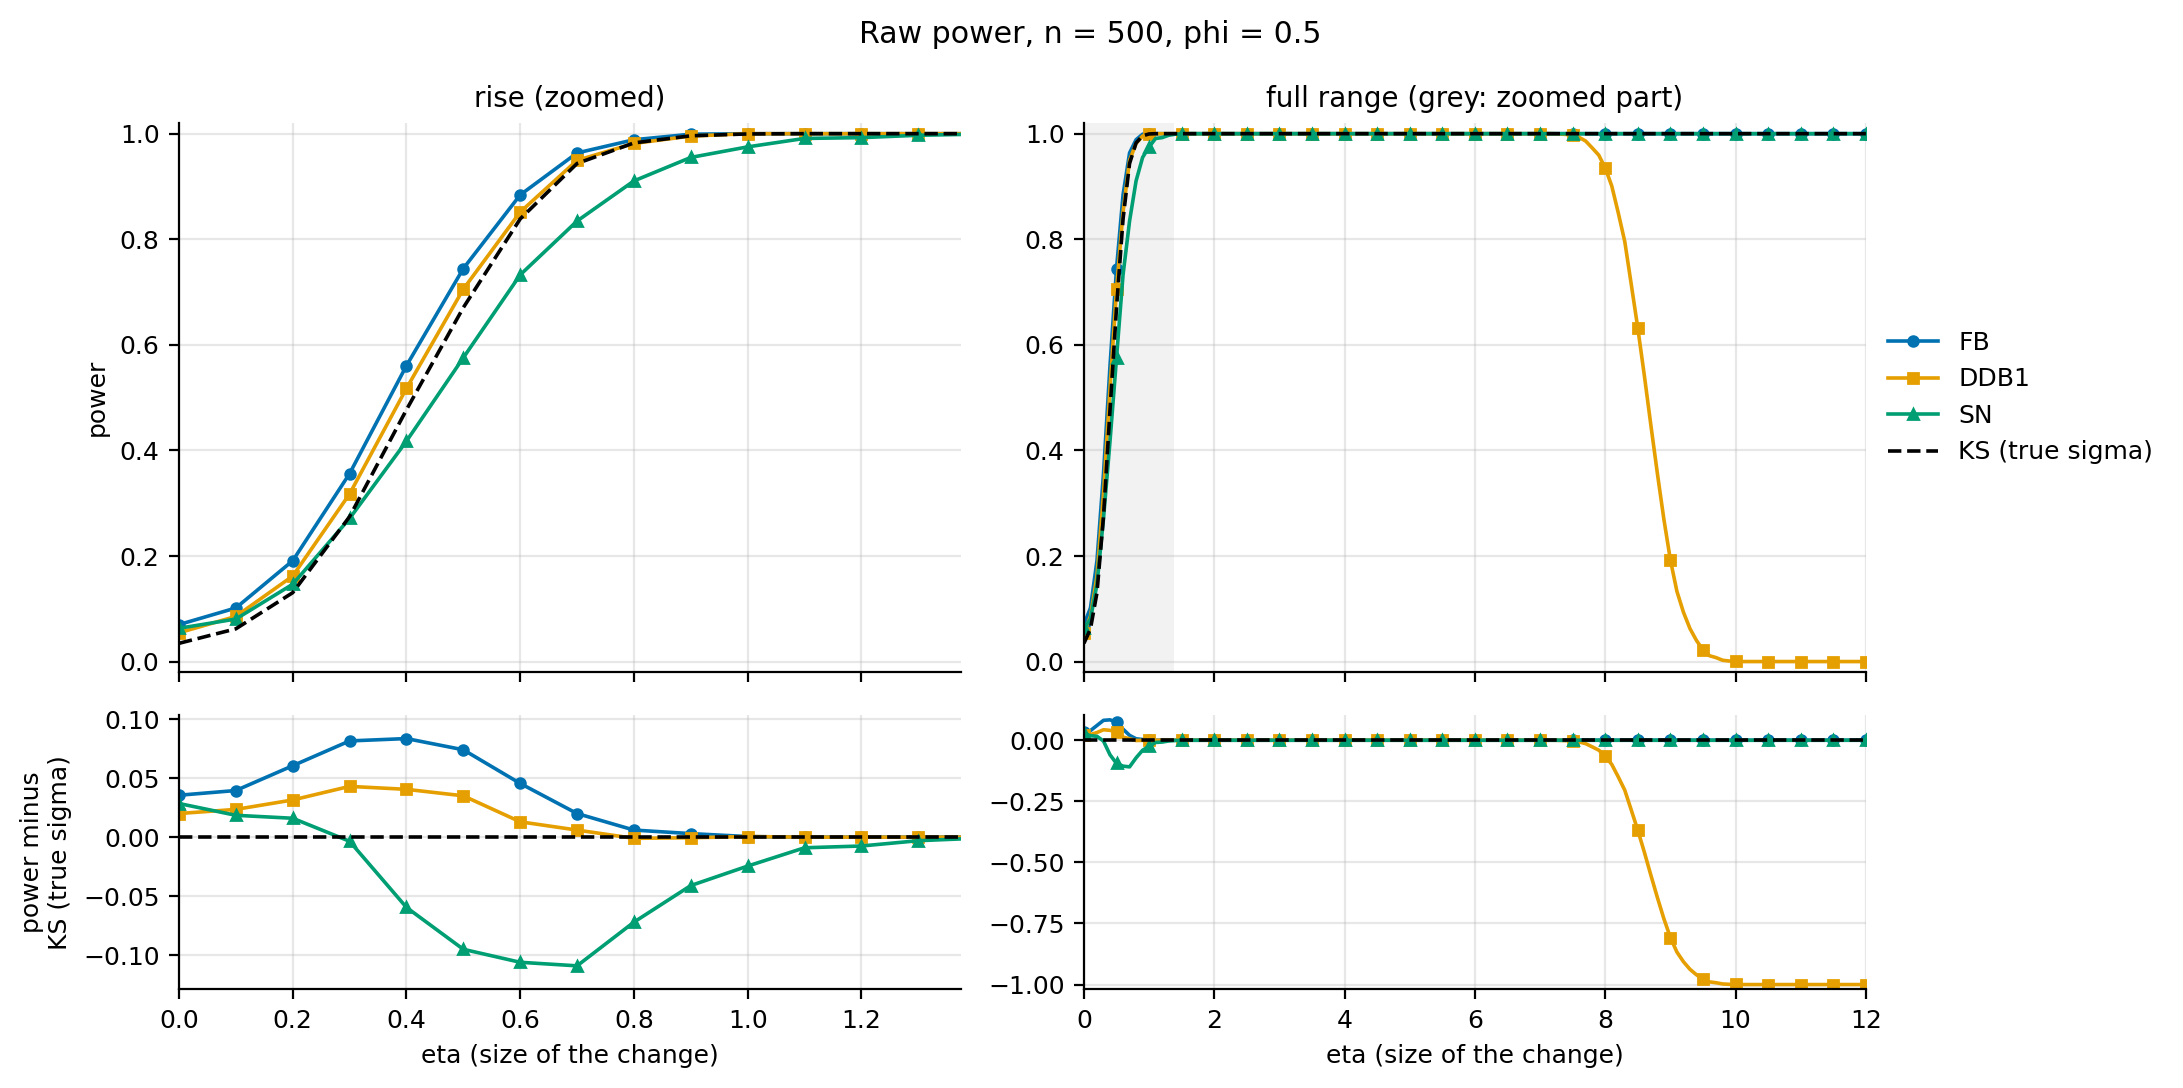 Raw power, n = 500, phi = 0.5
rise (zoomed)
1.0
0.8
0.6
0.4
0.2
0.0
power
full range (grey: zoomed part)
1.0
0.8
0.6
0.4
0.2
0.0
FB
DDB1
SN
KS (true sigma)
0.10
0.05
0.00
−0.05
−0.10
power minus
KS (true sigma)
0.0 0.2 0.4 0.6 0.8 1.0 1.2
eta (size of the change)
0.00
−0.25
−0.50
−0.75
−1.00
0 2 4 6 8 10 12
eta (size of the change)